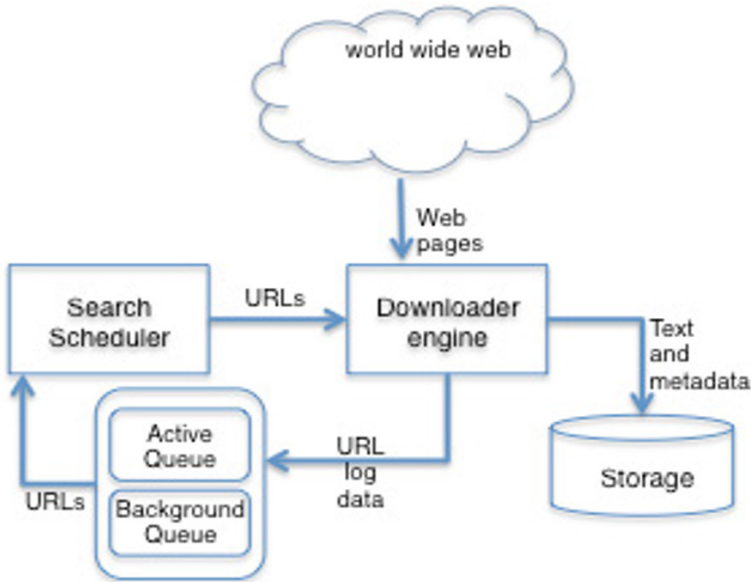 world wide web
Web
pages
Search
Scheduler
URLs
Downloader
engine
Text
and
metadata
Active
Queue
URL
log
data
Storage
URLs
Background
Queue